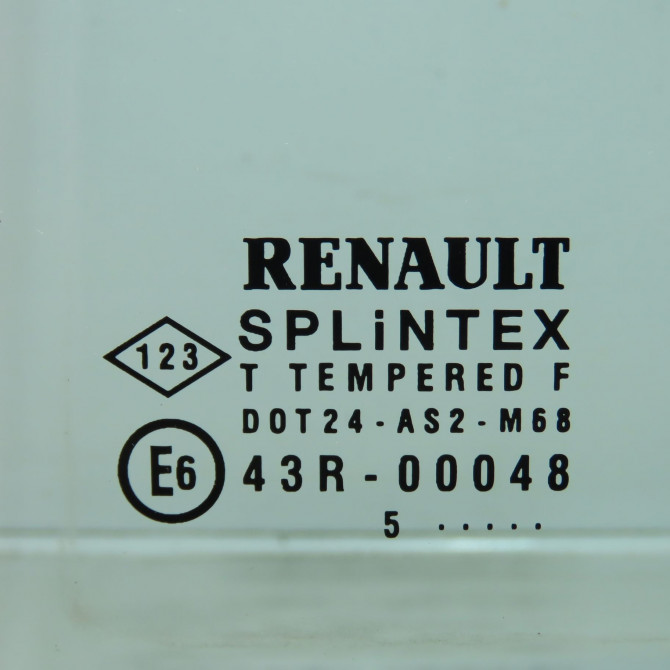 RENAULT
SPLiNTEX
123
T TEMPERED F
DOT24-AS2-M68
E6 43R-00048
5 .....